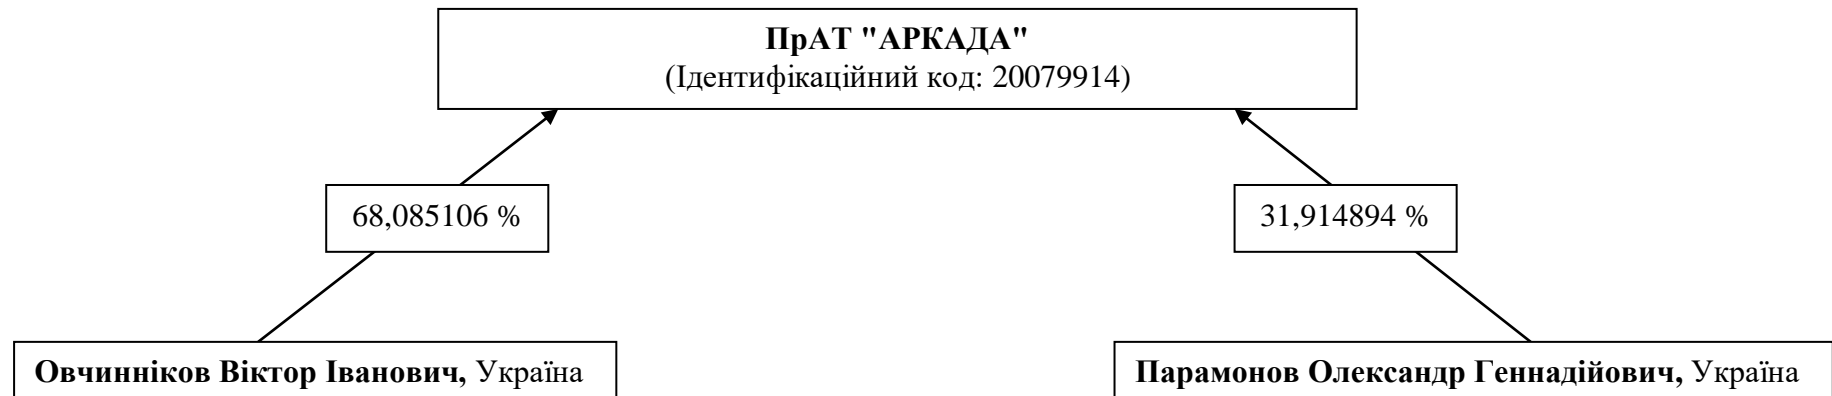 ПрАТ "АРКАДА"
(Ідентифікаційний код: 20079914)
68,085106 %
31,914894 %
Овчинніков Віктор Іванович, Україна
Парамонов Олександр Геннадійович, Україна